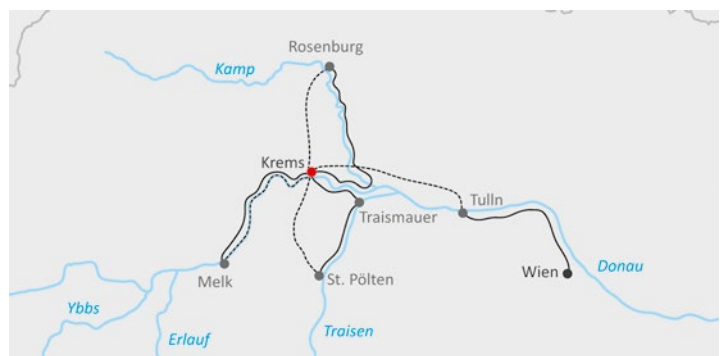 Rosenburg
Kamp
Krems
Tulln
Traismauer
Wien
Donau
Melk
St. Pölten
Ybbs
Erlauf
Traisen